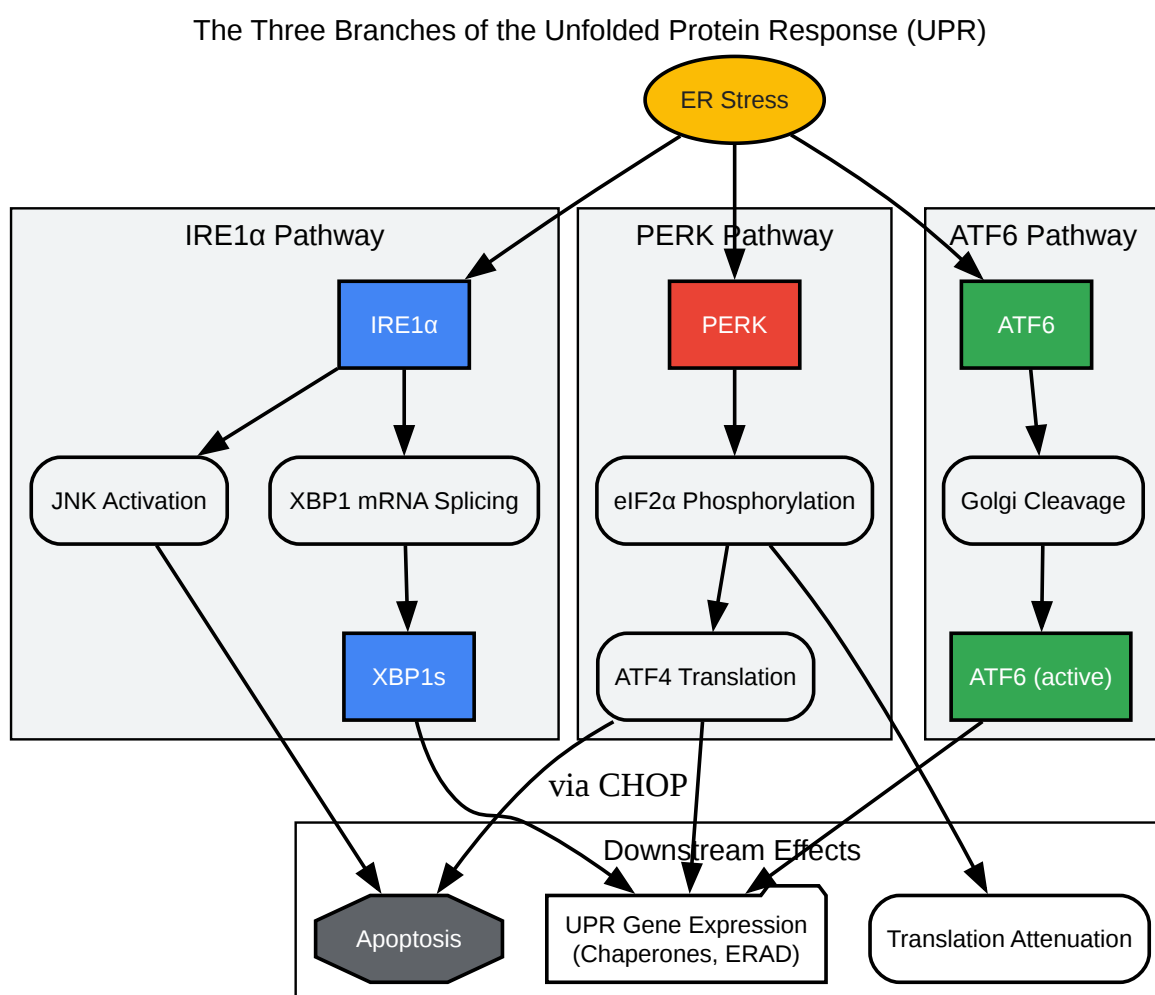 The Three Branches of the Unfolded Protein Response (UPR)
ER Stress
IRE1α Pathway
PERK Pathway
ATF6 Pathway
IRE1α
PERK
ATF6
JNK Activation
XBP1 mRNA Splicing
eIF2α Phosphorylation
Golgi Cleavage
XBP1s
ATF4 Translation
ATF6 (active)
via CHOP
Downstream Effects
Apoptosis
UPR Gene Expression
(Chaperones, ERAD)
Translation Attenuation